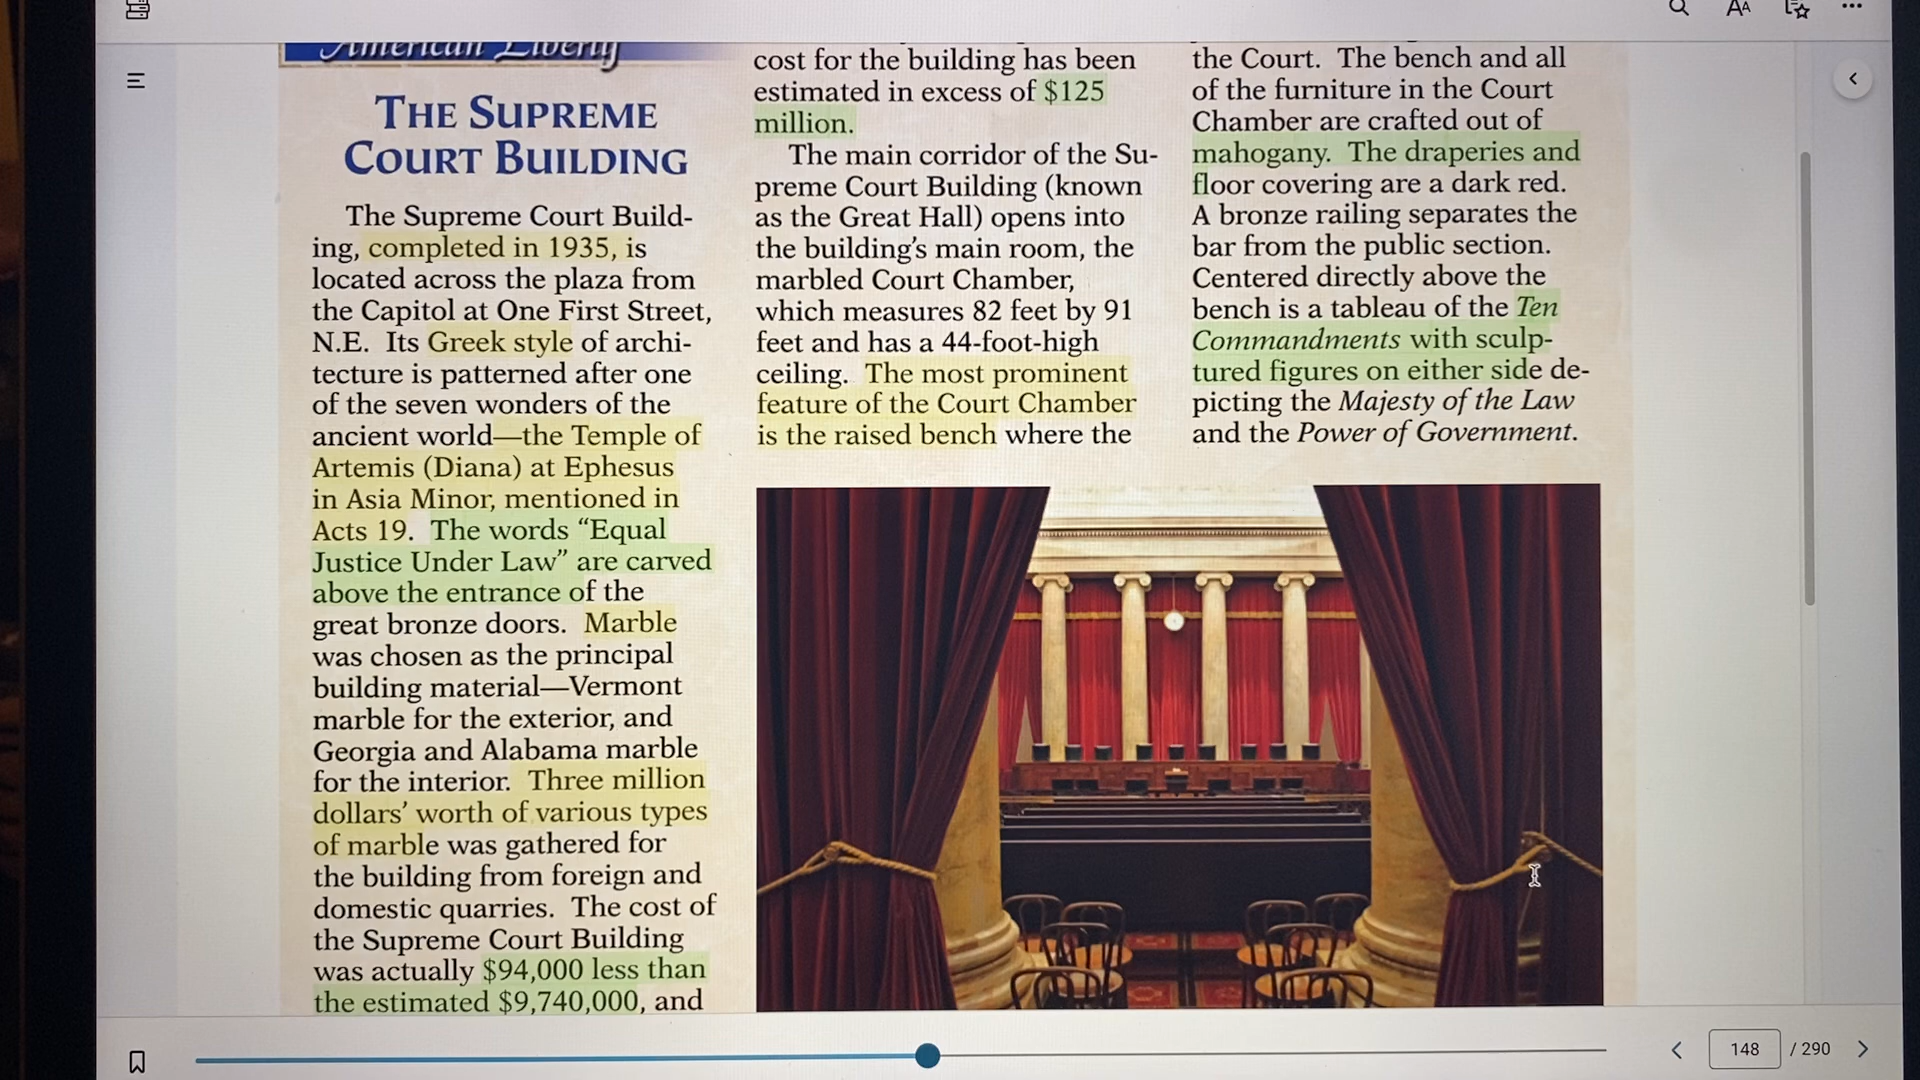 American Liberty
THE SUPREME
COURT BUILDING
The Supreme Court Build-
ing, completed in 1935, is
located across the plaza from
the Capitol at One First Street,
N.E. Its Greek style of archi-
tecture is patterned after one
of the seven wonders of the
ancient world—the Temple of
Artemis (Diana) at Ephesus
in Asia Minor, mentioned in
Acts 19. The words “Equal
Justice Under Law” are carved
above the entrance of the
great bronze doors. Marble
was chosen as the principal
building material—Vermont
marble for the exterior, and
Georgia and Alabama marble
for the interior. Three million
dollars’ worth of various types
of marble was gathered for
the building from foreign and
domestic quarries. The cost of
the Supreme Court Building
was actually $94,000 less than
the estimated $9,740,000, and
cost for the building has been
estimated in excess of $125
million.
The main corridor of the Su-
preme Court Building (known
as the Great Hall) opens into
the building’s main room, the
marbled Court Chamber,
which measures 82 feet by 91
feet and has a 44-foot-high
ceiling. The most prominent
feature of the Court Chamber
is the raised bench where the
the Court. The bench and all
of the furniture in the Court
Chamber are crafted out of
mahogany. The draperies and
floor covering are a dark red.
A bronze railing separates the
bar from the public section.
Centered directly above the
bench is a tableau of the Ten
Commandments with sculp-
tured figures on either side de-
picting the Majesty of the Law
and the Power of Government.
148 / 290